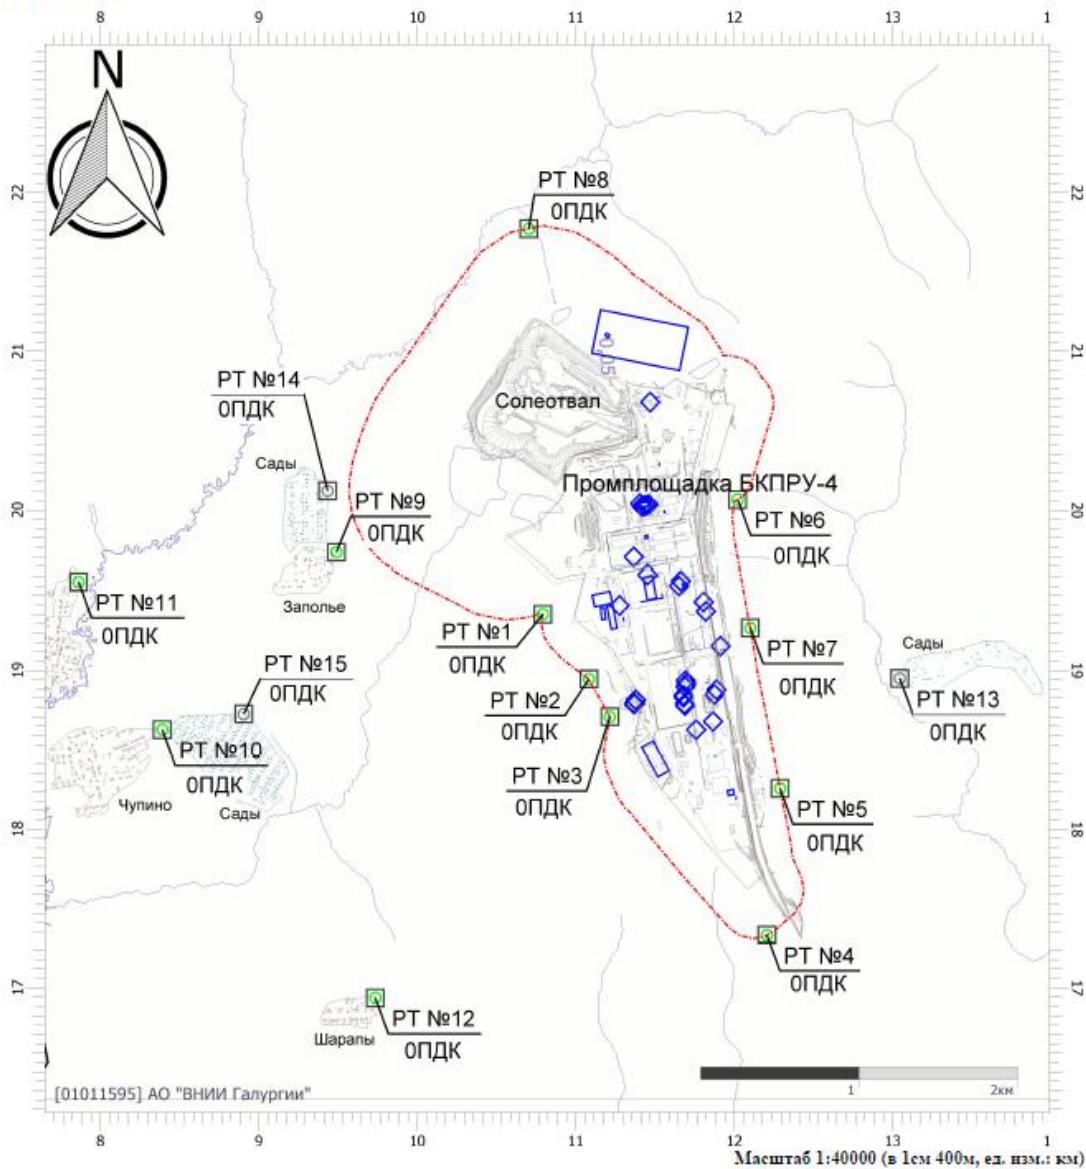 8 9 10 11 12 13 1
N
22 22
РТ №8
0ПДК
21 21
0,05
РТ №14
0ПДК
Солеотвал
Сады
Промплощадка БКПРУ-4
20 20
РТ №9
0ПДК
РТ №6
0ПДК
РТ №11
0ПДК
Заполье
РТ №1
0ПДК
РТ №7
0ПДК
Сады
19 19
РТ №15
0ПДК
РТ №2
0ПДК
РТ №13
0ПДК
РТ №10
0ПДК
РТ №3
0ПДК
Чупино
Сады
РТ №5
0ПДК
18 18
РТ №4
0ПДК
17 17
РТ №12
0ПДК
Шарапы
[01011595] АО "ВНИИ Галургии"
1 2км
8 9 10 11 12 13 1
Масштаб 1:40000 (в 1см 400м, ед. изм.: км)